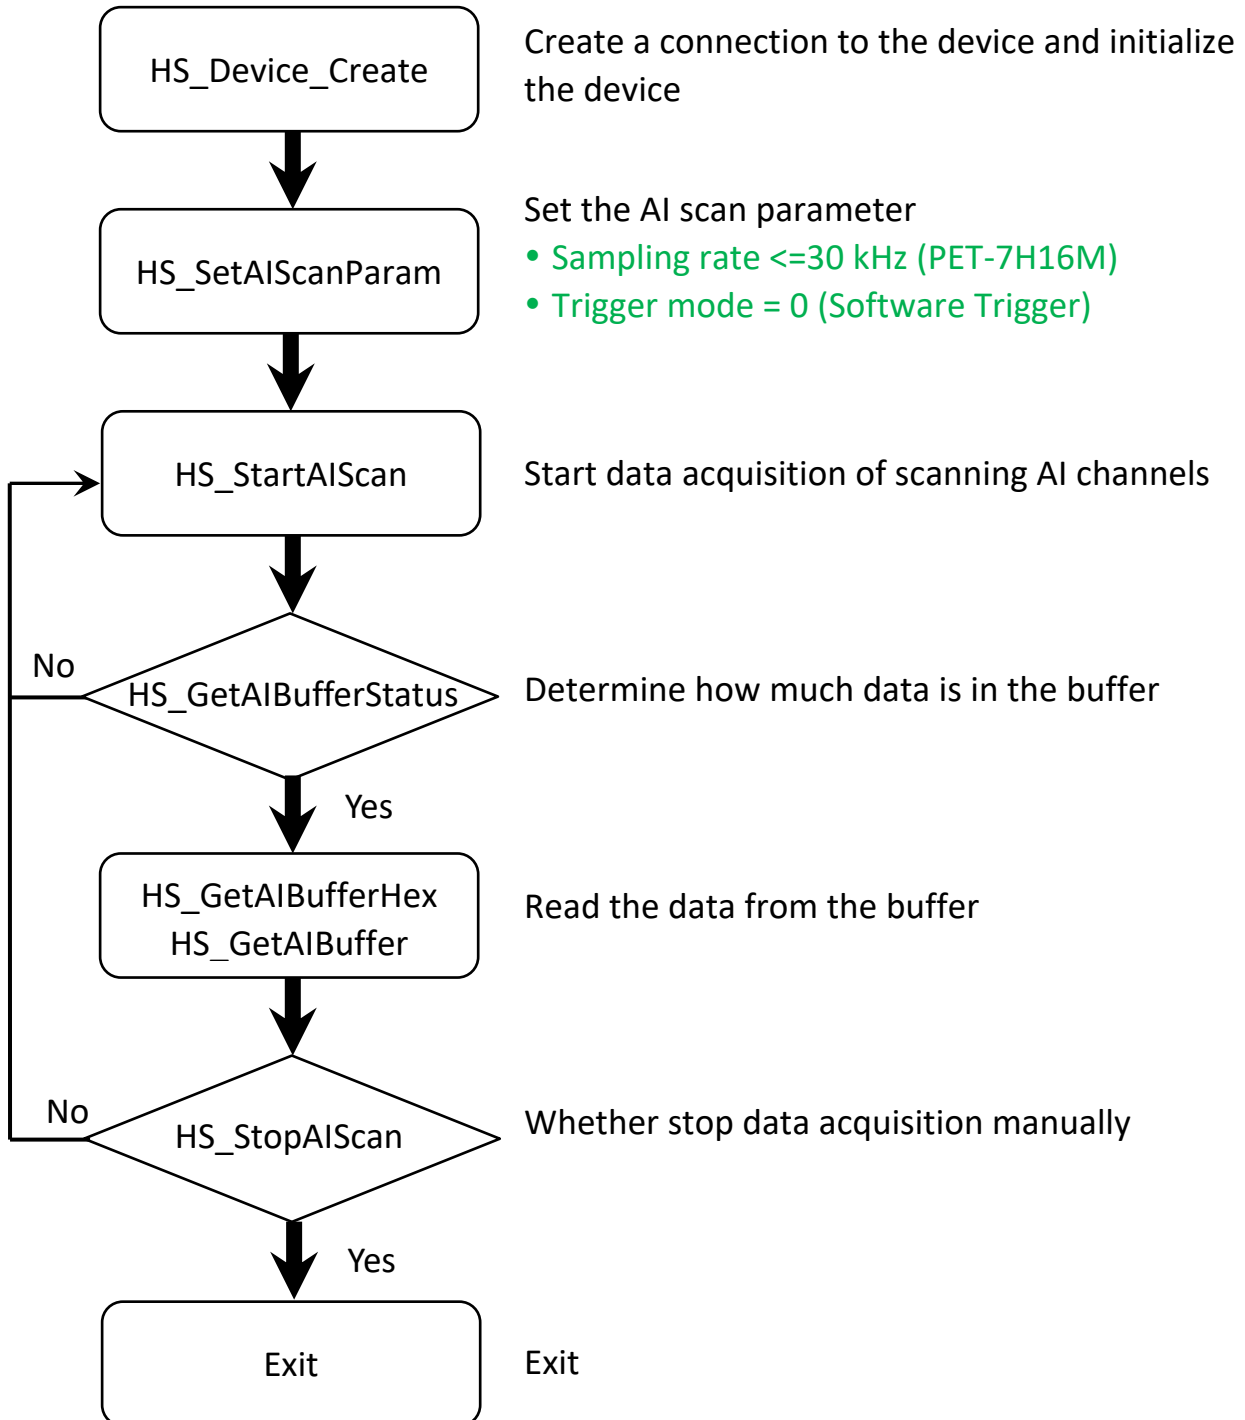 HS_Device_Create
Create a connection to the device and initialize
the device
HS_SetAIScanParam
Set the AI scan parameter
• Sampling rate <=30 kHz (PET-7H16M)
• Trigger mode = 0 (Software Trigger)
HS_StartAIScan
Start data acquisition of scanning AI channels
No
HS_GetAIBufferStatus
Determine how much data is in the buffer
Yes
HS_GetAIBufferHex
HS_GetAIBuffer
Read the data from the buffer
No
HS_StopAIScan
Whether stop data acquisition manually
Yes
Exit
Exit